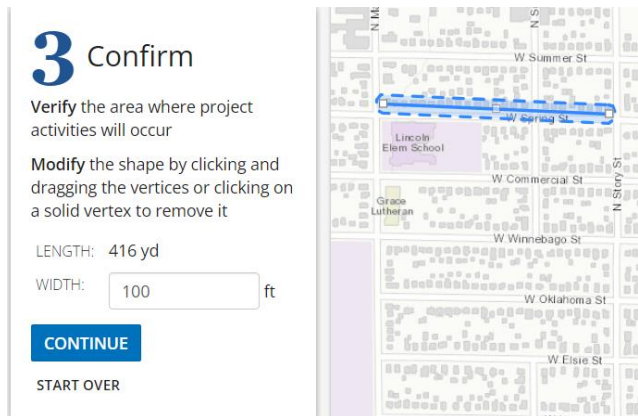 3 Confirm
Verify the area where project
activities will occur
Modify the shape by clicking and
dragging the vertices or clicking on
a solid vertex to remove it
LENGTH: 416 yd
WIDTH: 100 ft
CONTINUE
START OVER
W Summer St
W Spring St
Lincoln
Elem School
W Commercial St
N Story St
Grace
Lutheran
W Winnebago St
W Oklahoma St
W Elsie St